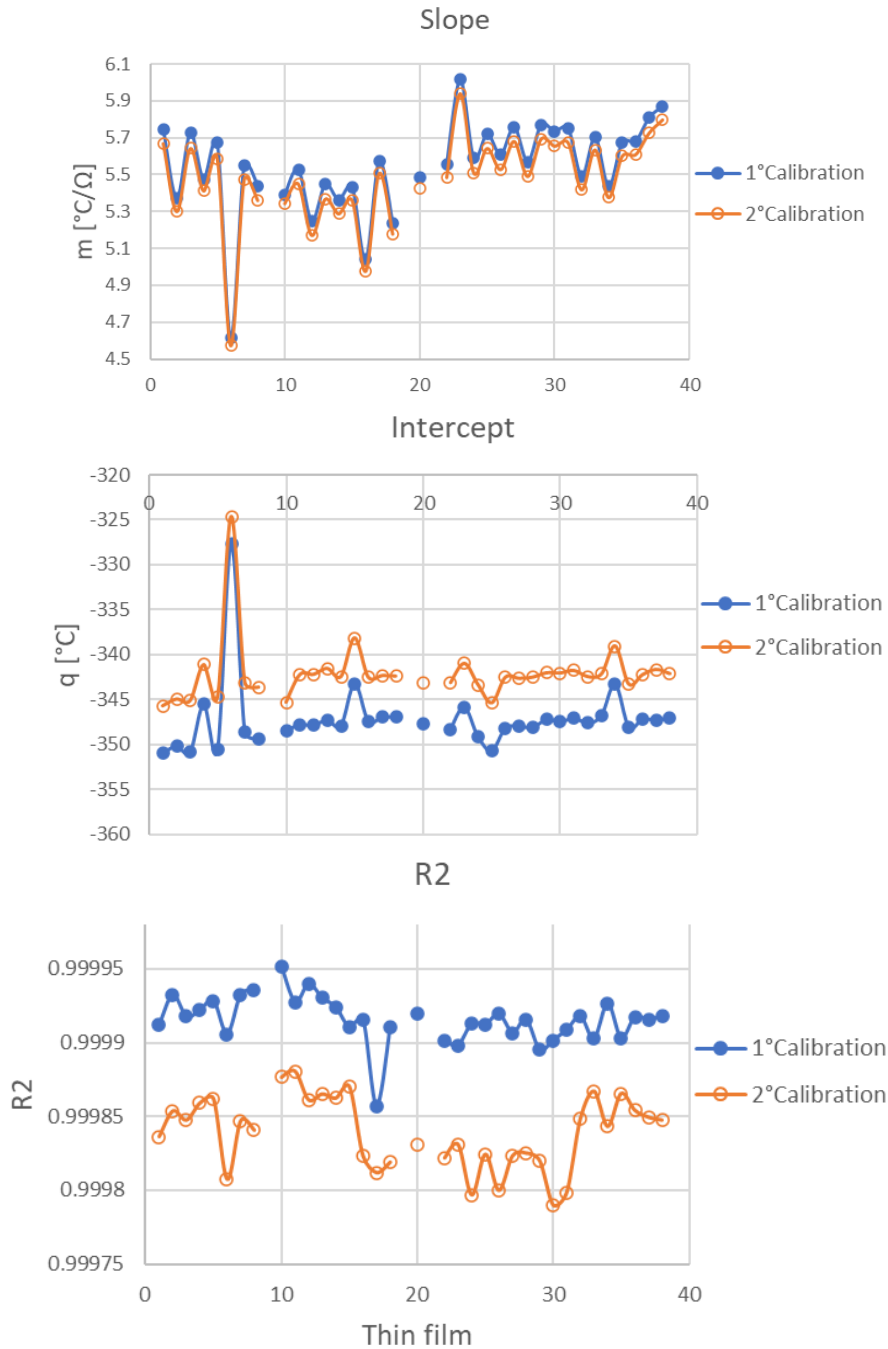 Slope
m [°C/Ω]
6.1
5.9
5.7
5.5
5.3
5.1
4.9
4.7
4.5
0 10 20 30 40
1°Calibration
2°Calibration
Intercept
q [°C]
-320
-325
-330
-335
-340
-345
-350
-355
-360
0 10 20 30 40
1°Calibration
2°Calibration
R2
R2
0.99995
0.9999
0.99985
0.9998
0.99975
0 10 20 30 40
Thin film
1°Calibration
2°Calibration